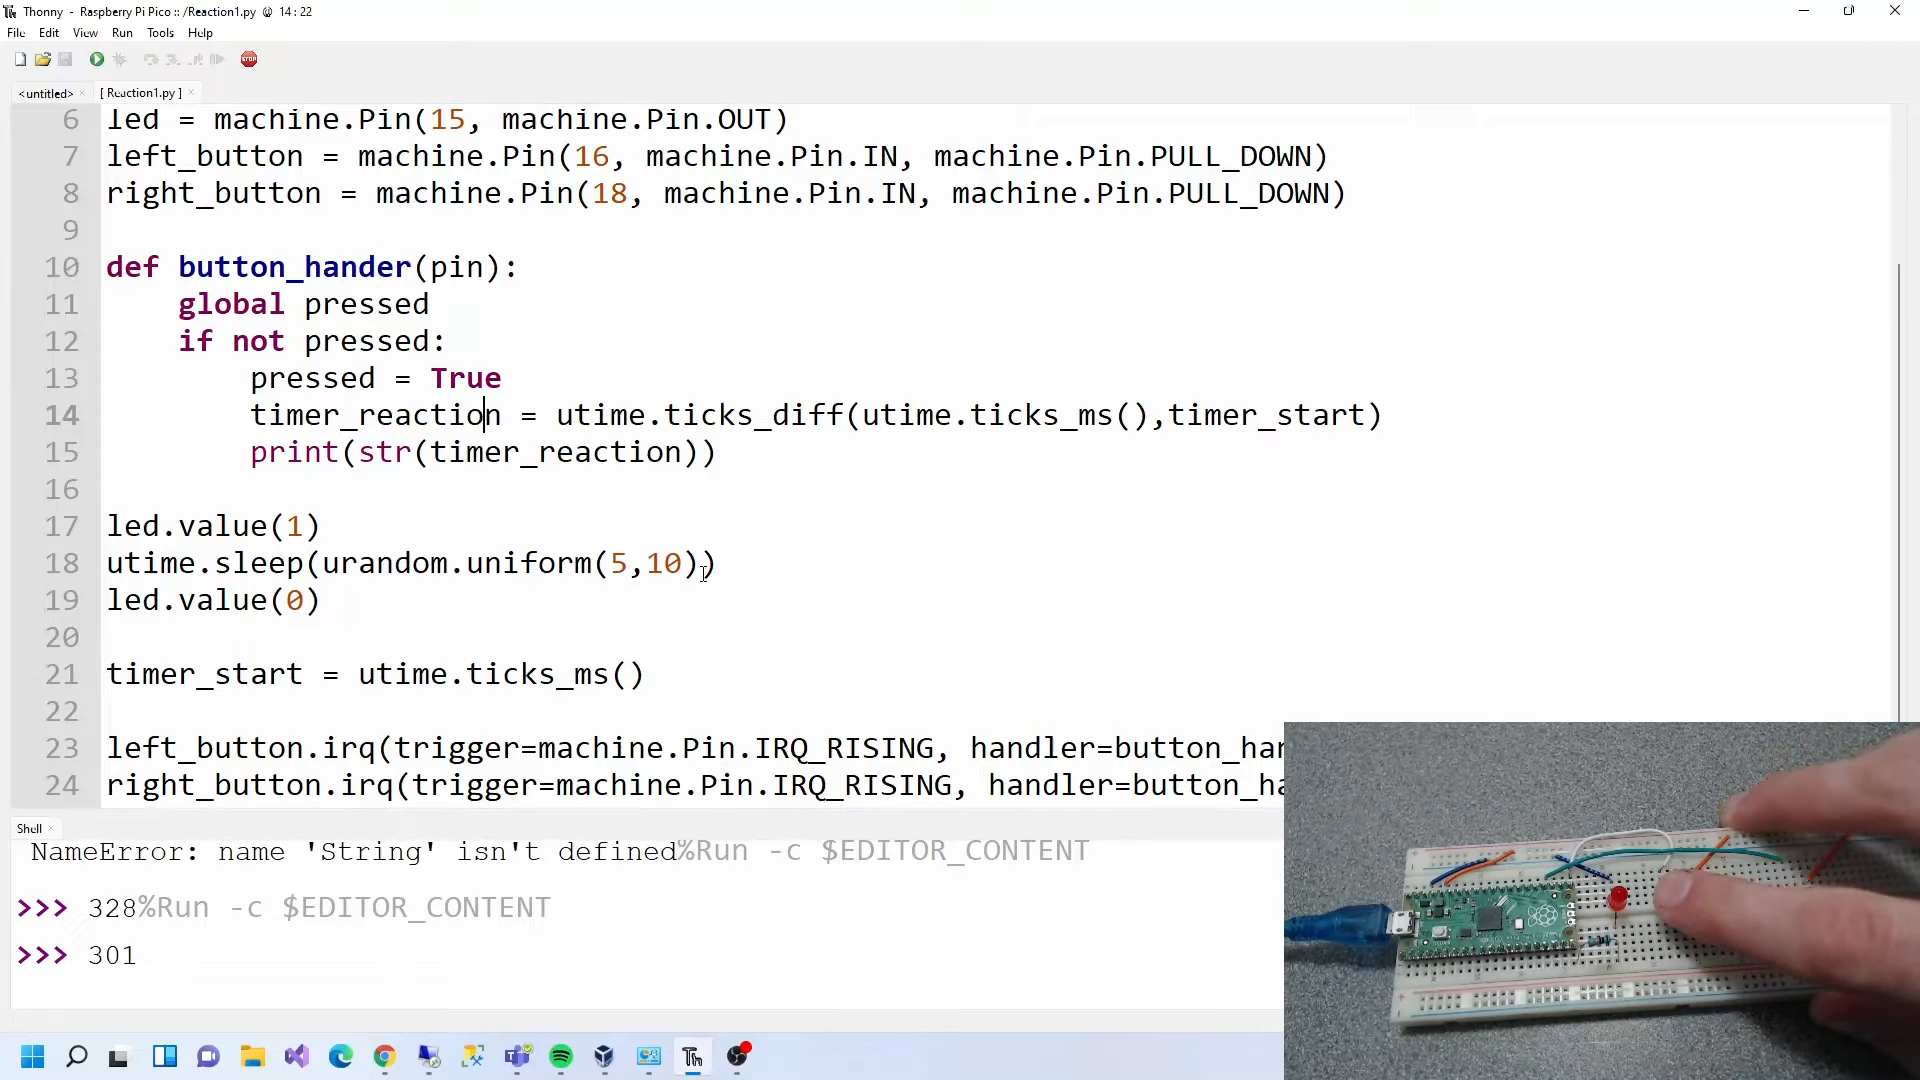 Thonny - Raspberry Pi Pico :: /Reaction1.py @ 14:22
File Edit View Run Tools Help
STOP
<untitled> × [ Reaction1.py ] ×
6 led = machine.Pin(15, machine.Pin.OUT)
7 left_button = machine.Pin(16, machine.Pin.IN, machine.Pin.PULL_DOWN)
8 right_button = machine.Pin(18, machine.Pin.IN, machine.Pin.PULL_DOWN)
9
10 def button_hander(pin):
11 global pressed
12 if not pressed:
13 pressed = True
14 timer_reaction = utime.ticks_diff(utime.ticks_ms(),timer_start)
15 print(str(timer_reaction))
16
17 led.value(1)
18 utime.sleep(urandom.uniform(5,10))
19 led.value(0)
20
21 timer_start = utime.ticks_ms()
22
23 left_button.irq(trigger=machine.Pin.IRQ_RISING, handler=button_han
24 right_button.irq(trigger=machine.Pin.IRQ_RISING, handler=button_ha
Shell ×
NameError: name 'String' isn't defined%Run -c $EDITOR_CONTENT
>>> 328%Run -c $EDITOR_CONTENT
>>> 301